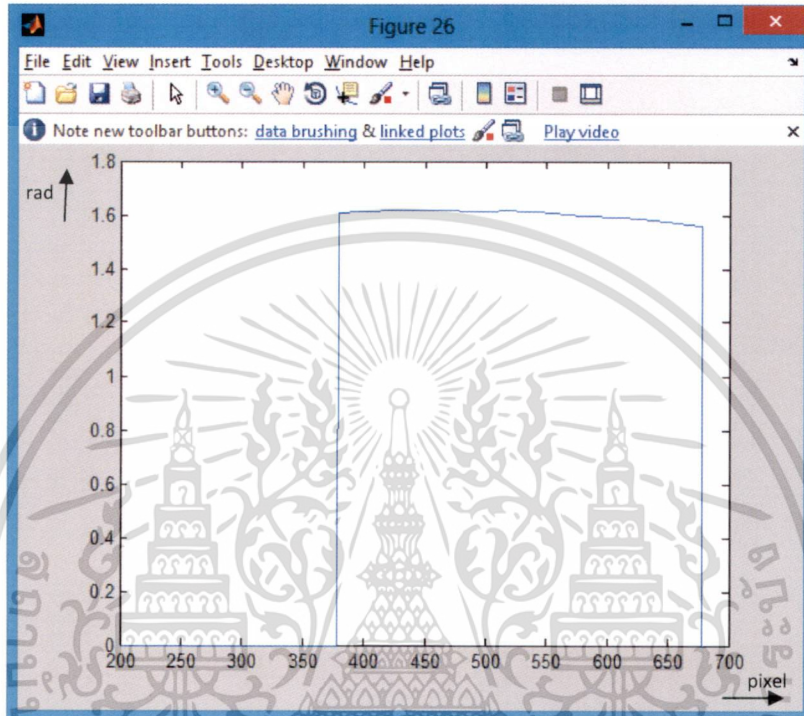 Figure 26
File Edit View Insert Tools Desktop Window Help
Note new toolbar buttons: data brushing & linked plots Play video
rad
1.8
1.6
1.4
1.2
1
0.8
0.6
0.4
0.2
0
200 250 300 350 400 450 500 550 600 650 700
pixel